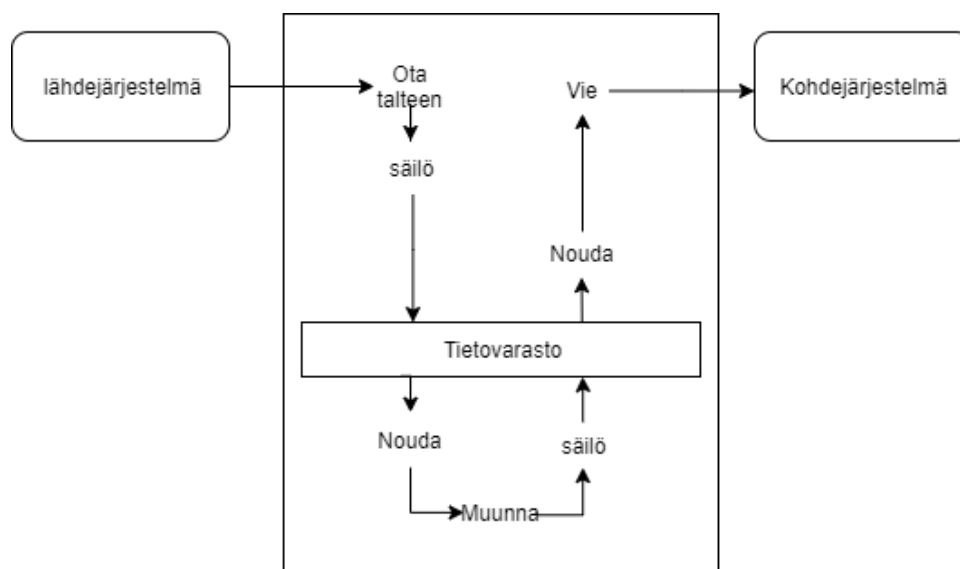 lähdejärjestelmä
Ota
talteen
säilö
Vie
Kohdejärjestelmä
Nouda
Tietovarasto
Nouda
säilö
Muunna